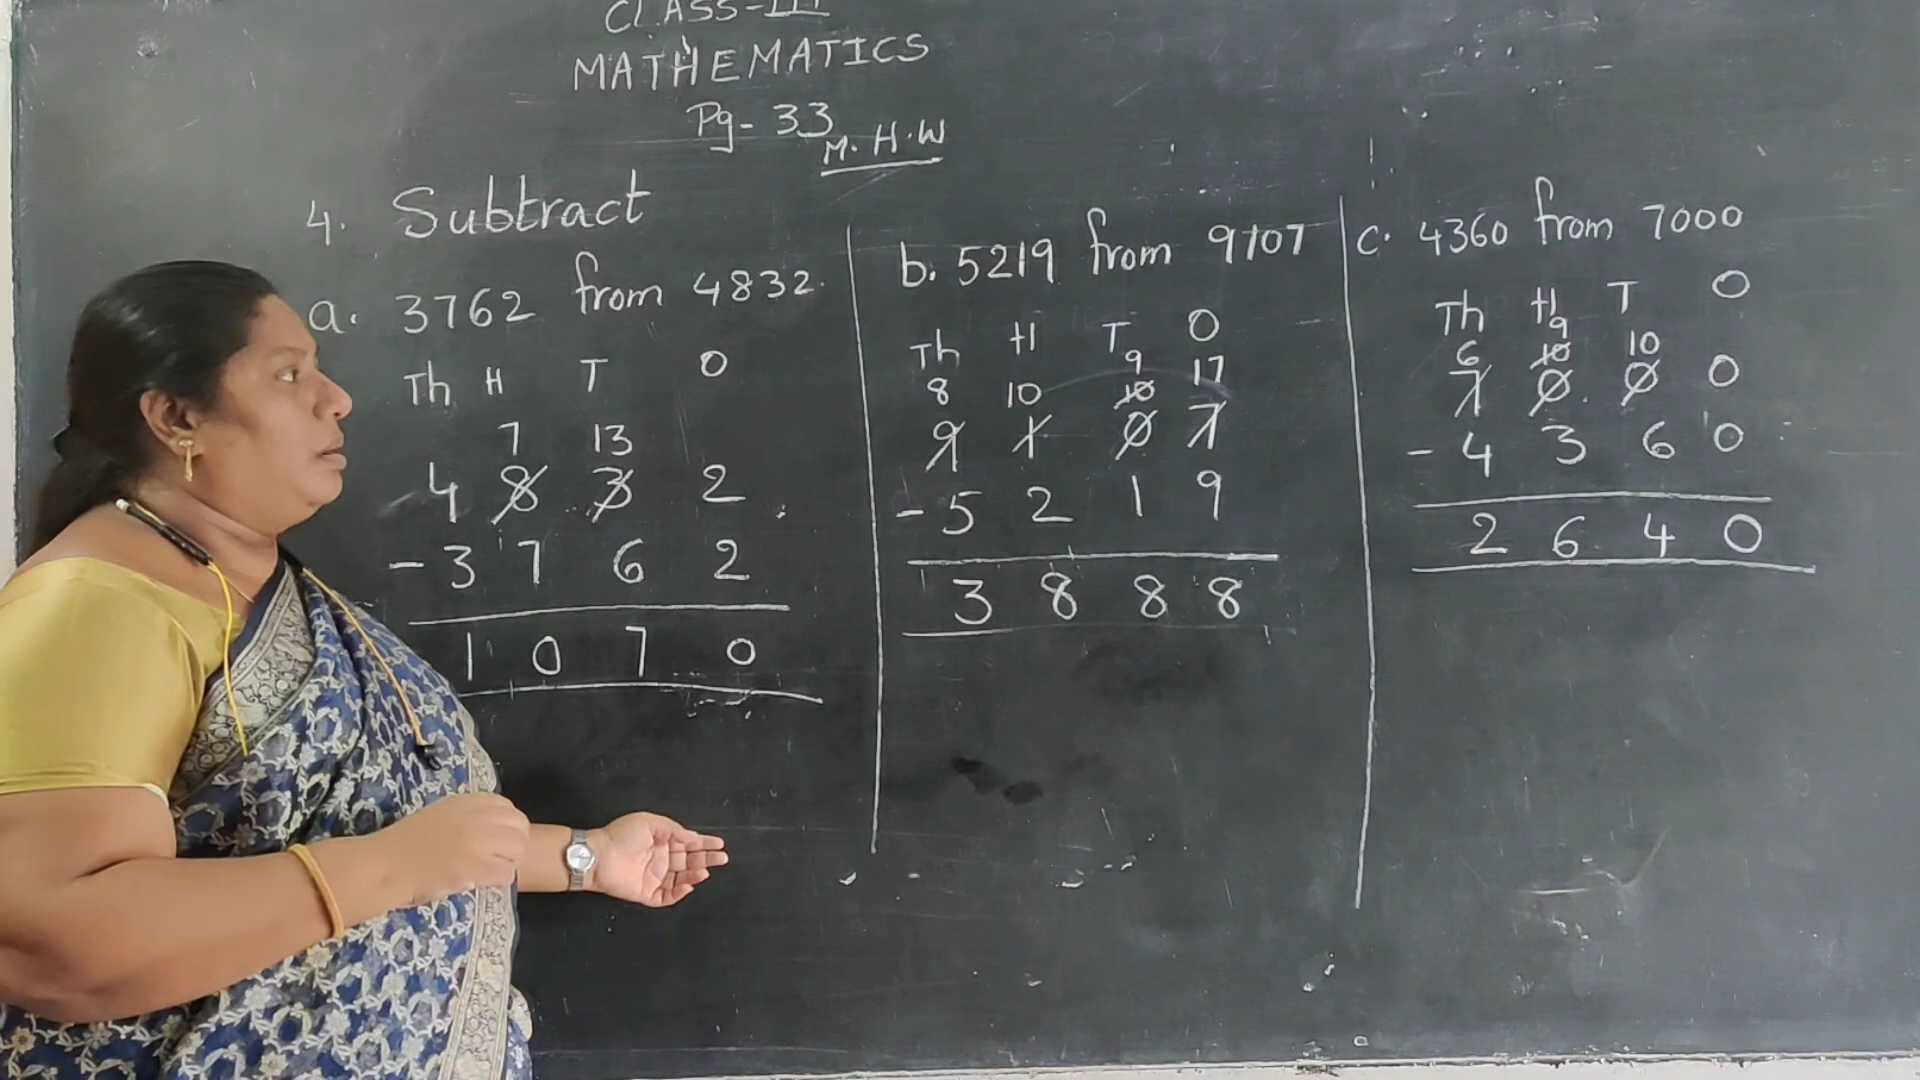 CLASS-III
MATHEMATICS
Pg- 33
M. H. W
4. Subtract
a. 3762 from 4832.
Th H T O
7 13
4 8 3 2
- 3 7 6 2
1 0 7 0
b. 5219 from 9107
Th H T O
9
8 10 10 17
9 1 0 7
- 5 2 1 9
3 8 8 8
c. 4360 from 7000
Th H T O
9
6 10 10
7 0 0 0
- 4 3 6 0
2 6 4 0